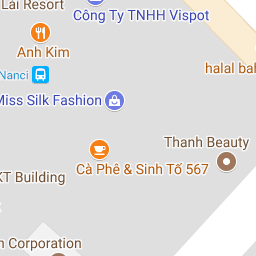 Lai Resort
Công Ty TNHH Vispot
Anh Kim
halal bah
Nanci
Miss Silk Fashion
Thanh Beauty
Cà Phê & Sinh Tố 567
KT Building
n Corporation